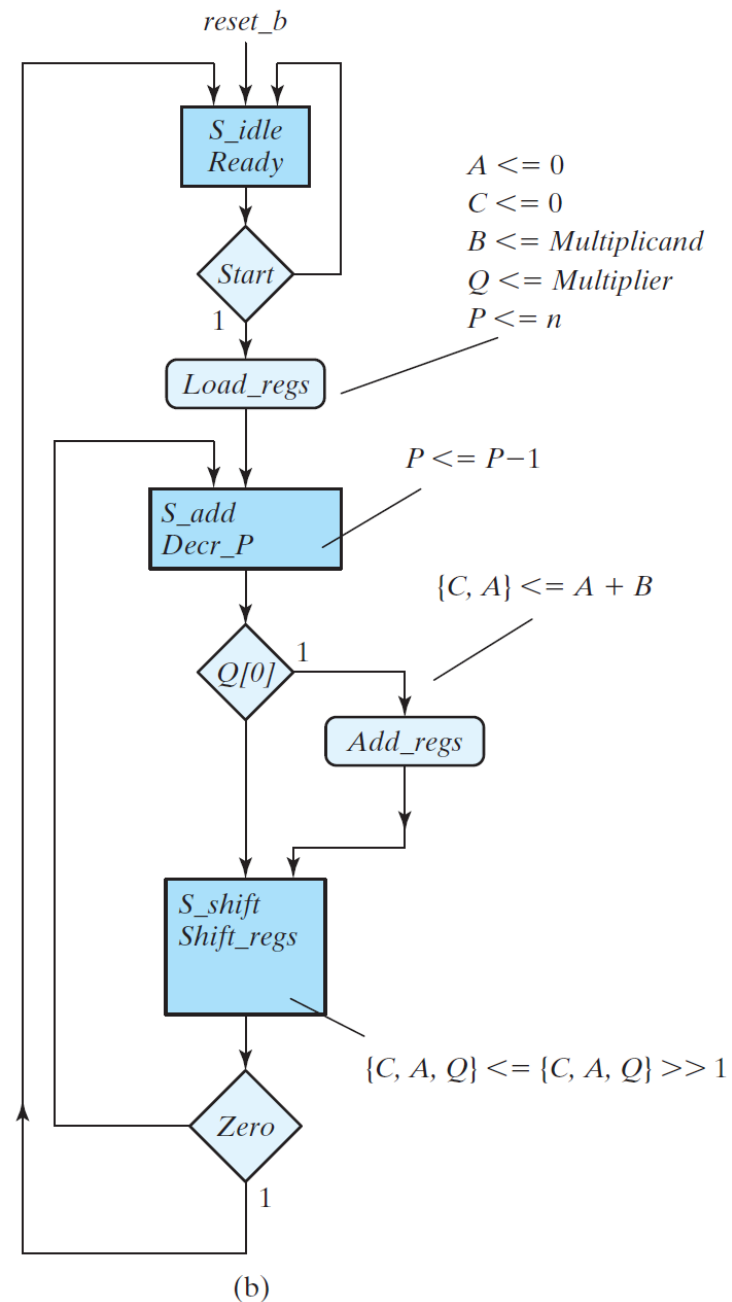 reset_b
S_idle
Ready
A <= 0
C <= 0
B <= Multiplicand
Q <= Multiplier
P <= n
Start
1
Load_regs
P <= P−1
S_add
Decr_P
{C, A} <= A + B
Q[0]
1
Add_regs
S_shift
Shift_regs
{C, A, Q} <= {C, A, Q} >> 1
Zero
1
(b)